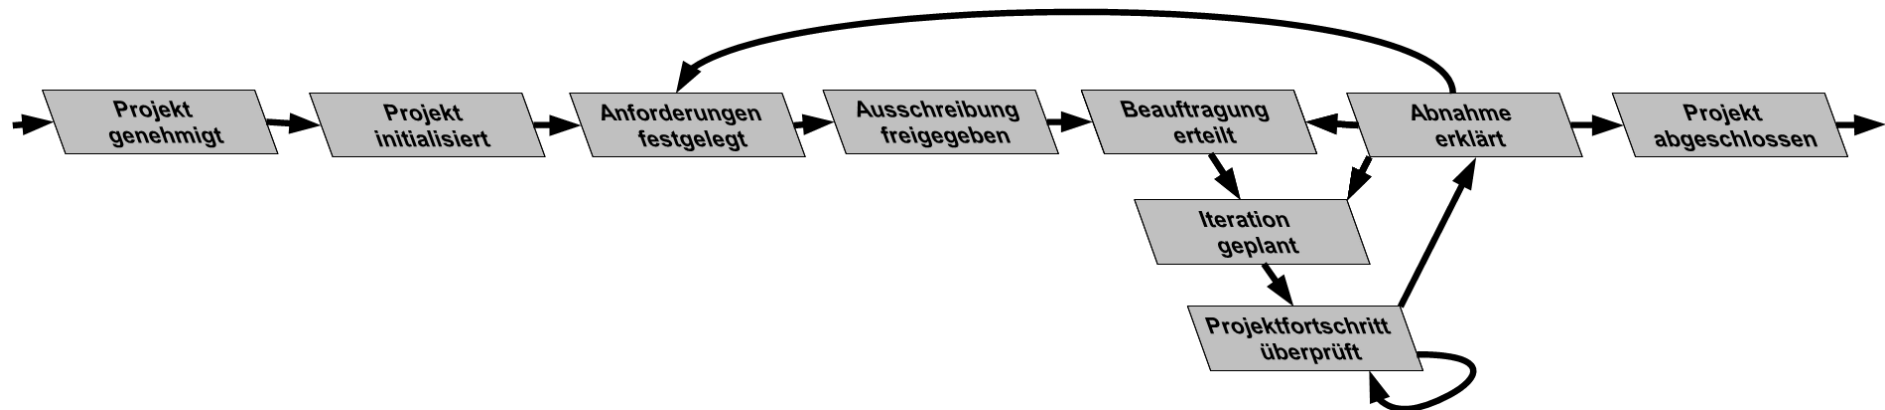 Projekt
genehmigt
Projekt
initialisiert
Anforderungen
festgelegt
Ausschreibung
freigegeben
Beauftragung
erteilt
Abnahme
erklärt
Projekt
abgeschlossen
Iteration
geplant
Projektfortschritt
überprüft